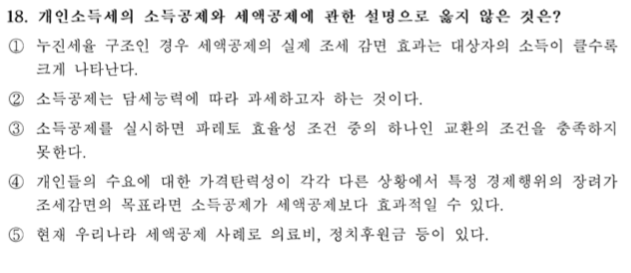 18. 개인소득세의 소득공제와 세액공제에 관한 설명으로 옳지 않은 것은?
① 누진세율 구조인 경우 세액공제의 실제 조세 감면 효과는 대상자의 소득이 클수록
크게 나타난다.
② 소득공제는 담세능력에 따라 과세하고자 하는 것이다.
③ 소득공제를 실시하면 파레토 효율성 조건 중의 하나인 교환의 조건을 충족하지
못한다.
④ 개인들의 수요에 대한 가격탄력성이 각각 다른 상황에서 특정 경제행위의 장려가
조세감면의 목표라면 소득공제가 세액공제보다 효과적일 수 있다.
⑤ 현재 우리나라 세액공제 사례로 의료비, 정치후원금 등이 있다.